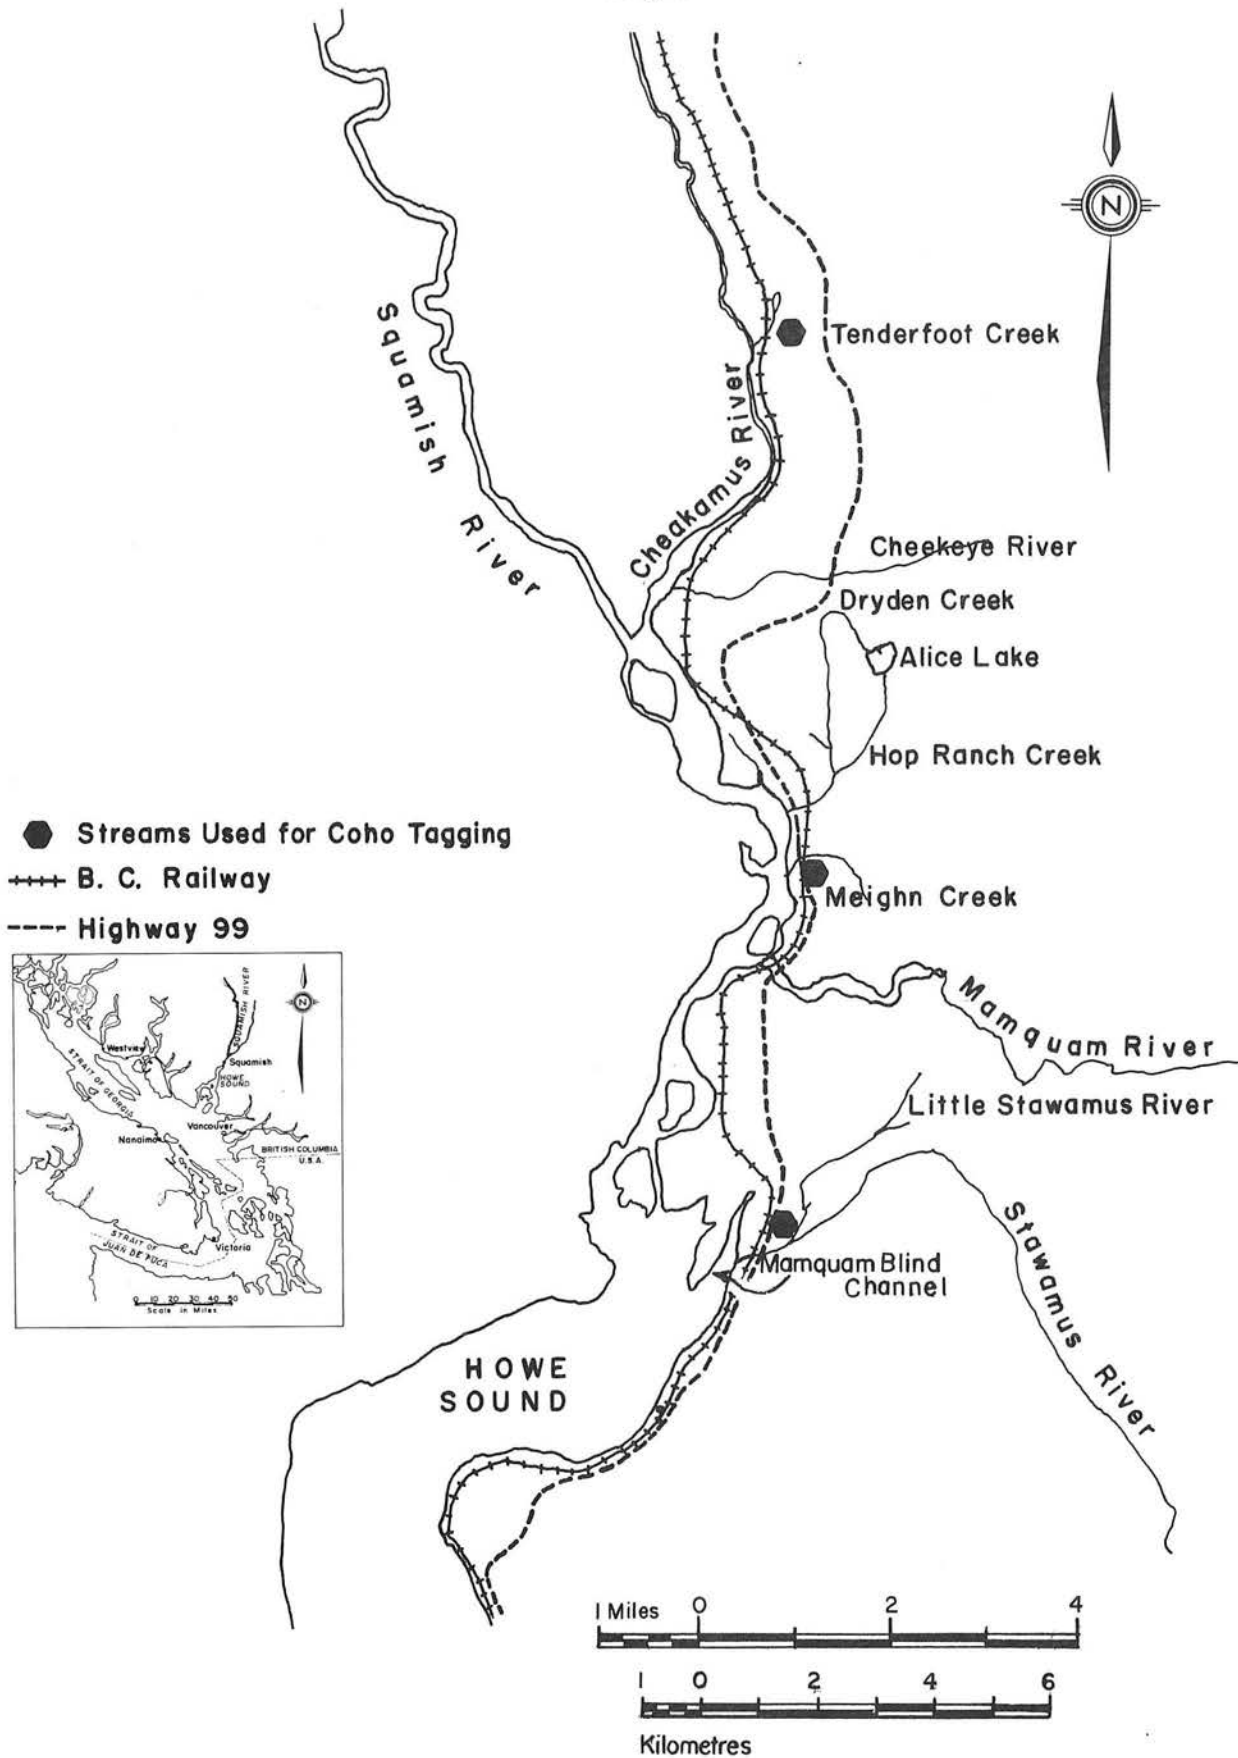 N
Tenderfoot Creek
Squamish River
Cheakamus River
Cheekeye River
Dryden Creek
Alice Lake
Hop Ranch Creek
Streams Used for Coho Tagging
B. C. Railway
Highway 99
Meighn Creek
Mamquam River
Little Stawamus River
Stawamus River
Mamquam Blind
Channel
HOWE
SOUND
N
SQUAMISH RIVER
Westview
Squamish
HOWE
SOUND
STRAIT OF GEORGIA
Vancouver
Nanaimo
BRITISH COLUMBIA
U.S.A.
STRAIT OF
JUAN DE FUCA
Victoria
0 10 20 30 40 50
Scale in Miles
1 Miles 0 2 4
1 0 2 4 6
Kilometres